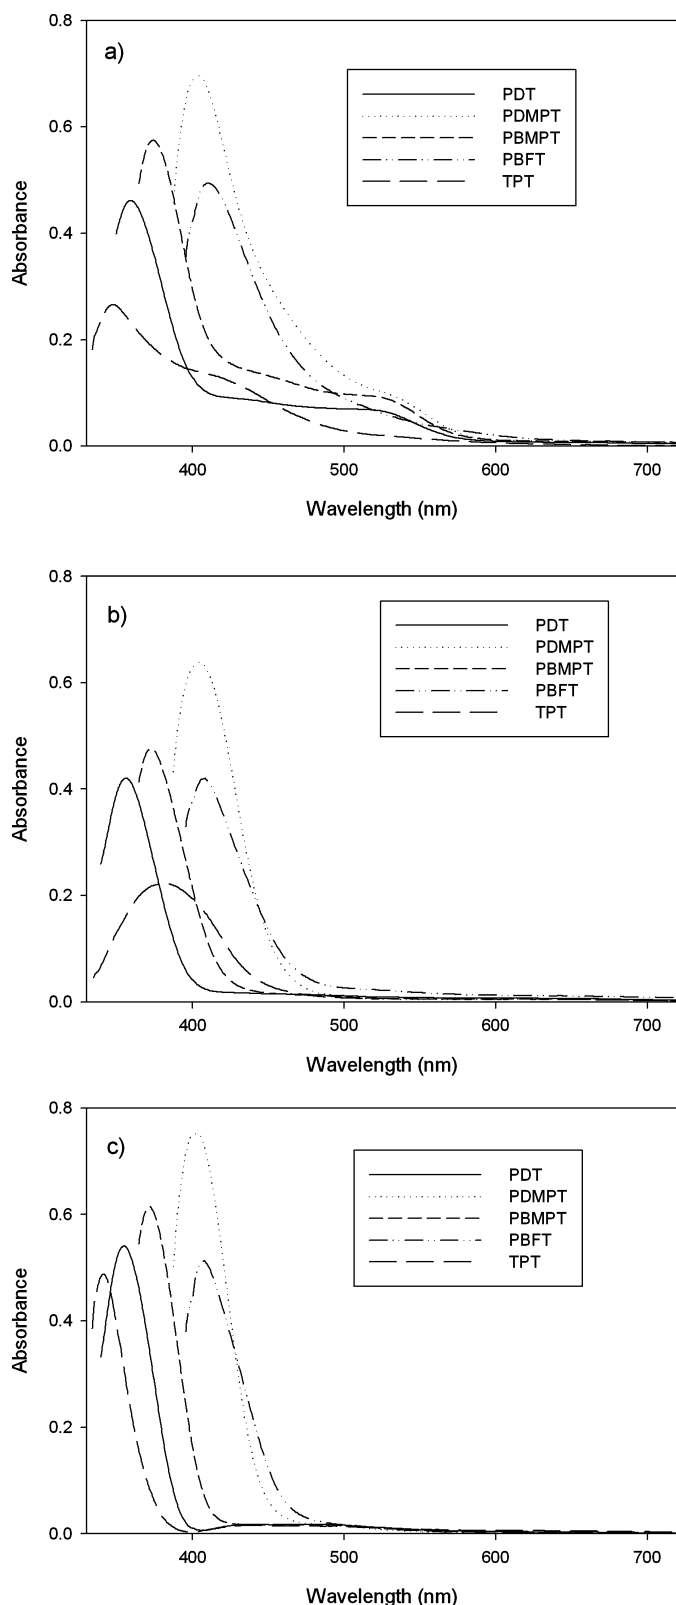 a)
0.8
0.6
0.4
0.2
0.0
Absorbance
PDT
PDMPT
PBMPT
PBFT
TPT
400 500 600 700
Wavelength (nm)
b)
0.8
0.6
0.4
0.2
0.0
Absorbance
PDT
PDMPT
PBMPT
PBFT
TPT
400 500 600 700
Wavelength (nm)
c)
0.8
0.6
0.4
0.2
0.0
Absorbance
PDT
PDMPT
PBMPT
PBFT
TPT
400 500 600 700
Wavelength (nm)